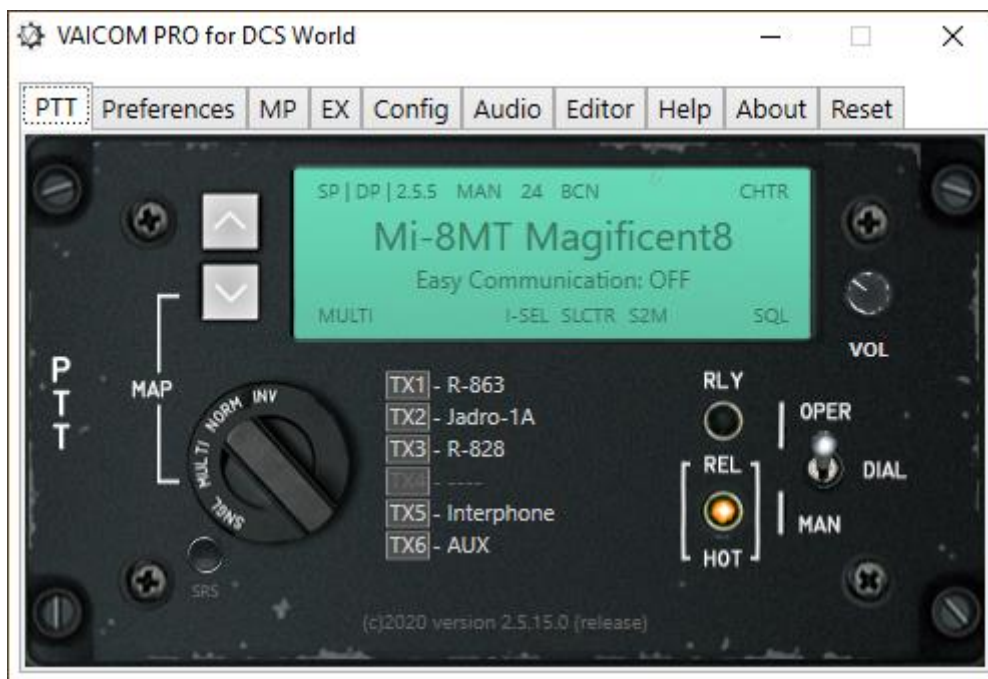 VAICOM PRO for DCS World
PTT Preferences MP EX Config Audio Editor Help About Reset
SP | DP | 2.5.5 MAN 24 BCN CHTR
Mi-8MT Magificent8
Easy Communication: OFF
MULTI I-SEL SLCTR S2M SQL
VOL
PTT
MAP
SNGL MULTI NORM INV
SRS
TX1 - R-863
TX2 - Jadro-1A
TX3 - R-828
TX4 - ----
TX5 - Interphone
TX6 - AUX
RLY
REL
HOT
OPER
DIAL
MAN
(c)2020 version 2.5.15.0 (release)